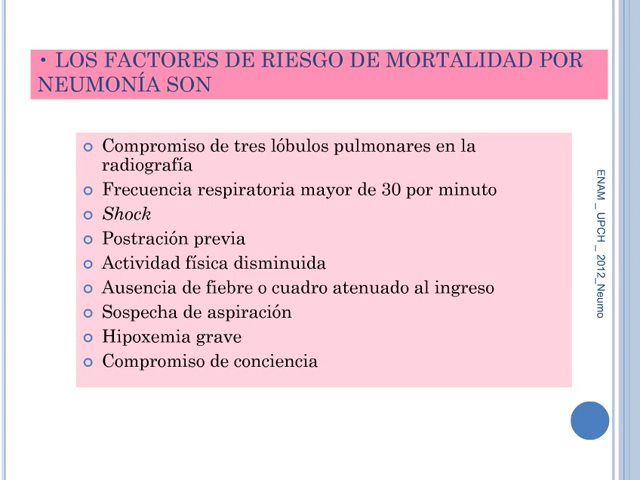 • LOS FACTORES DE RIESGO DE MORTALIDAD POR
NEUMONÍA SON
Compromiso de tres lóbulos pulmonares en la
radiografía
Frecuencia respiratoria mayor de 30 por minuto
Shock
Postración previa
Actividad física disminuida
Ausencia de fiebre o cuadro atenuado al ingreso
Sospecha de aspiración
Hipoxemia grave
Compromiso de conciencia
ENAM _ UPCH _ 2012_Neumo